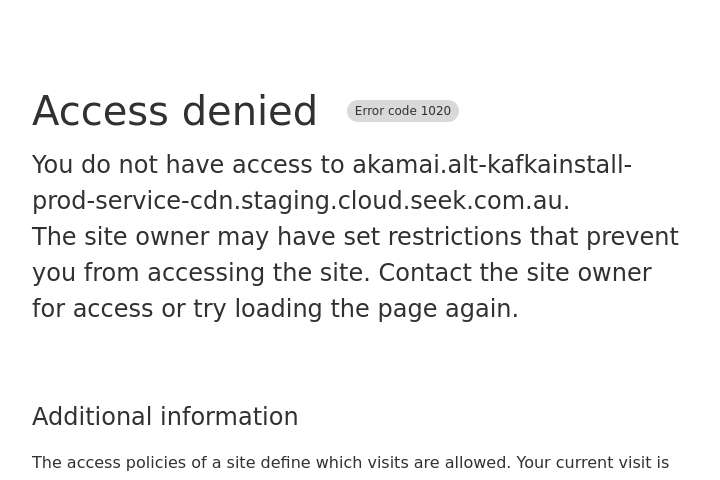 Access denied Error code 1020
You do not have access to akamai.alt-kafkainstall-
prod-service-cdn.staging.cloud.seek.com.au.
The site owner may have set restrictions that prevent
you from accessing the site. Contact the site owner
for access or try loading the page again.
Additional information
The access policies of a site define which visits are allowed. Your current visit is